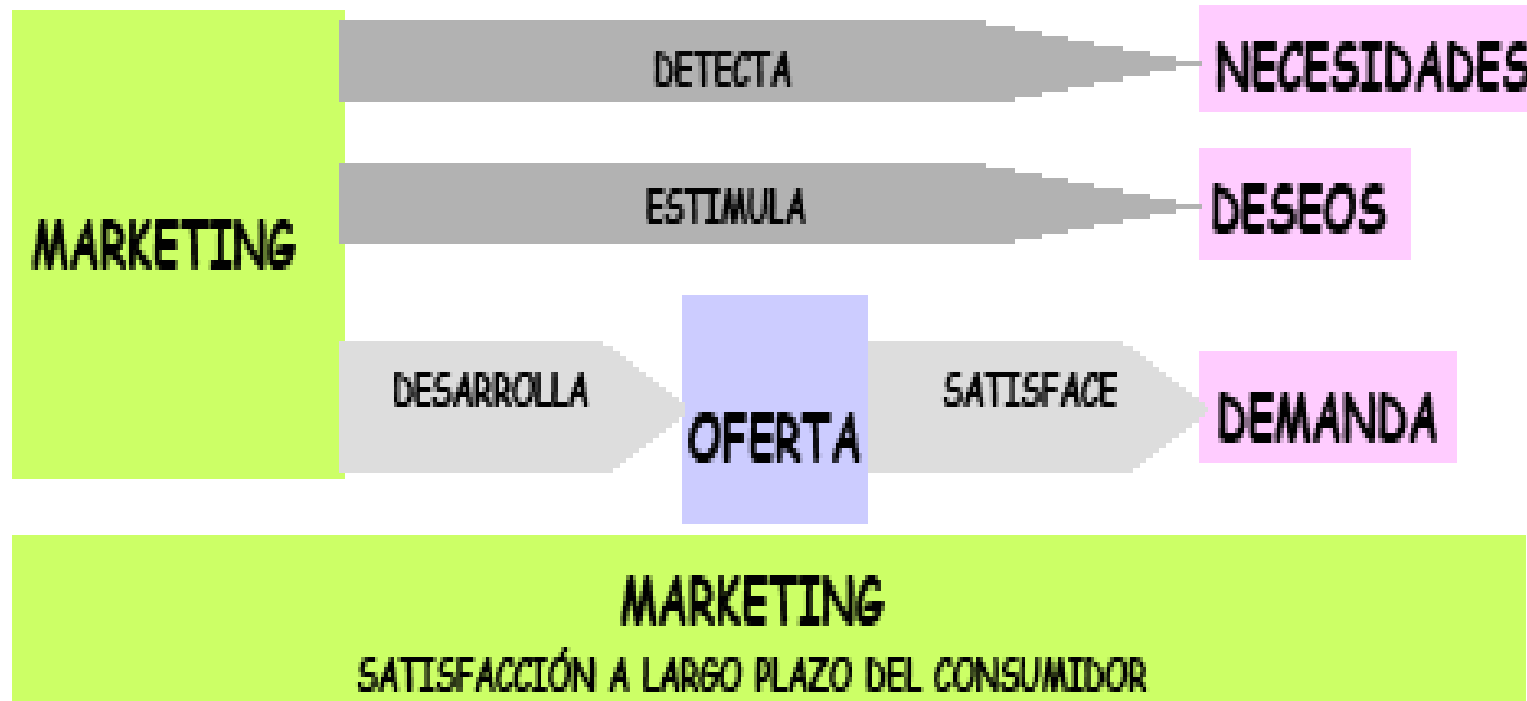 DETECTA
NECESIDADES
ESTIMULA
DESEOS
MARKETING
DESARROLLA
OFERTA
SATISFACE
DEMANDA
MARKETING
SATISFACCIÓN A LARGO PLAZO DEL CONSUMIDOR